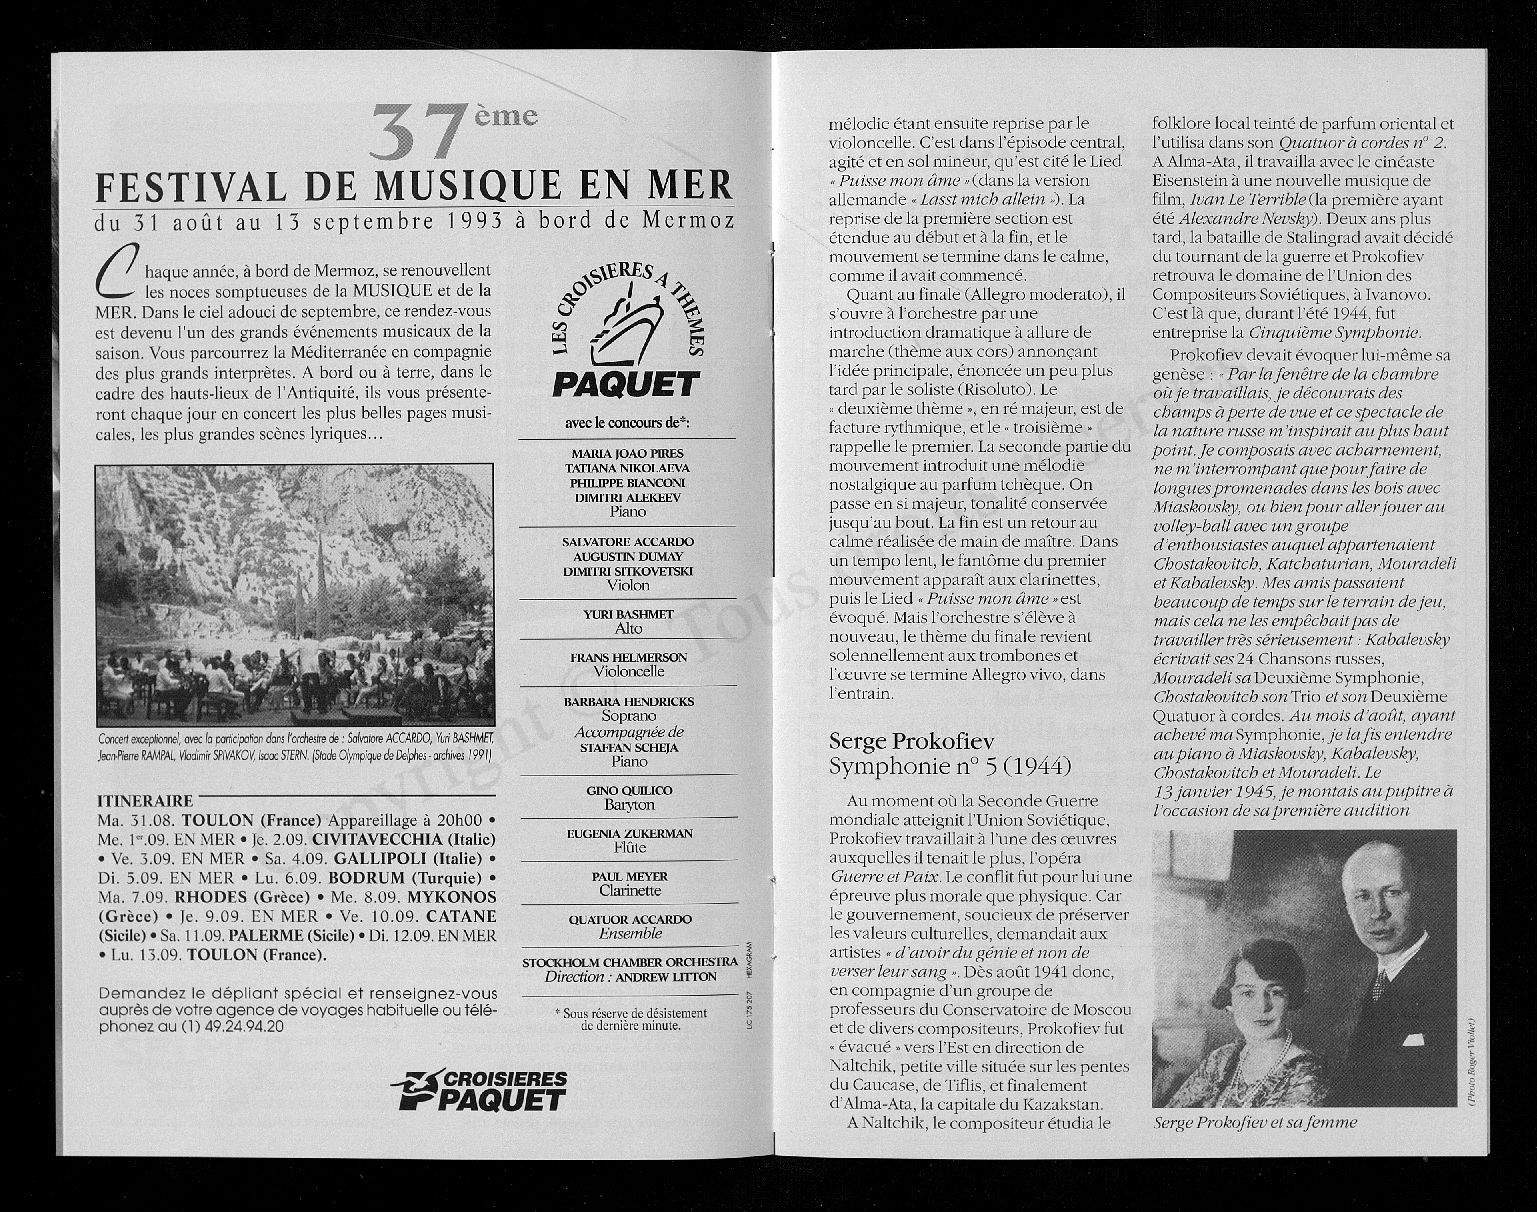 37ème
FESTIVAL DE MUSIQUE EN MER
du 31 août au 13 septembre 1993 à bord de Mermoz
Chaque année, à bord de Mermoz, se renouvellent
les noces somptueuses de la MUSIQUE et de la
MER. Dans le ciel adouci de septembre, ce rendez-vous
est devenu l'un des grands événements musicaux de la
saison. Vous parcourrez la Méditerranée en compagnie
des plus grands interprètes. A bord ou à terre, dans le
cadre des hauts-lieux de l'Antiquité, ils vous présente-
ront chaque jour en concert les plus belles pages musi-
cales, les plus grandes scènes lyriques...
Concert exceptionnel, avec la participation dans l'orchestre de : Salvatore ACCARDO, Yuri BASHMET,
Jean-Pierre RAMPAL, Vladimir SPIVAKOV, Isaac STERN. (Stade Olympique de Delphes - archives 1991)
ITINERAIRE
Ma. 31.08. TOULON (France) Appareillage à 20h00 •
Me. 1er.09. EN MER • Je. 2.09. CIVITAVECCHIA (Italie)
• Ve. 3.09. EN MER • Sa. 4.09. GALLIPOLI (Italie) •
Di. 5.09. EN MER • Lu. 6.09. BODRUM (Turquie) •
Ma. 7.09. RHODES (Grèce) • Me. 8.09. MYKONOS
(Grèce) • Je. 9.09. EN MER • Ve. 10.09. CATANE
(Sicile) • Sa. 11.09. PALERME (Sicile) • Di. 12.09. EN MER
• Lu. 13.09. TOULON (France).
Demandez le dépliant spécial et renseignez-vous
auprès de votre agence de voyages habituelle ou télé-
phonez au (1) 49.24.94.20
LES CROISIERES A THEMES
PAQUET
avec le concours de*:
MARIA JOAO PIRES
TATIANA NIKOLAEVA
PHILIPPE BIANCONI
DIMITRI ALEKEEV
Piano
SALVATORE ACCARDO
AUGUSTIN DUMAY
DIMITRI SITKOVETSKI
Violon
YURI BASHMET
Alto
FRANS HELMERSON
Violoncelle
BARBARA HENDRICKS
Soprano
Accompagnée de
STAFFAN SCHEJA
Piano
GINO QUILICO
Baryton
EUGENIA ZUKERMAN
Flûte
PAUL MEYER
Clarinette
QUATUOR ACCARDO
Ensemble
STOCKHOLM CHAMBER ORCHESTRA
Direction : ANDREW LITTON
* Sous réserve de désistement
de dernière minute.
LC 175 207 HEXAGRAM
CROISIERES
PAQUET
mélodie étant ensuite reprise par le
violoncelle. C'est dans l'épisode central,
agité et en sol mineur, qu'est cité le Lied
« Puisse mon âme » (dans la version
allemande « Lasst mich allein »). La
reprise de la première section est
étendue au début et à la fin, et le
mouvement se termine dans le calme,
comme il avait commencé.
Quant au finale (Allegro moderato), il
s'ouvre à l'orchestre par une
introduction dramatique à allure de
marche (thème aux cors) annonçant
l'idée principale, énoncée un peu plus
tard par le soliste (Risoluto). Le
« deuxième thème », en ré majeur, est de
facture rythmique, et le « troisième »
rappelle le premier. La seconde partie du
mouvement introduit une mélodie
nostalgique au parfum tchèque. On
passe en si majeur, tonalité conservée
jusqu'au bout. La fin est un retour au
calme réalisée de main de maître. Dans
un tempo lent, le fantôme du premier
mouvement apparaît aux clarinettes,
puis le Lied « Puisse mon âme » est
évoqué. Mais l'orchestre s'élève à
nouveau, le thème du finale revient
solennellement aux trombones et
l'œuvre se termine Allegro vivo, dans
l'entrain.
Serge Prokofiev
Symphonie n° 5 (1944)
Au moment où la Seconde Guerre
mondiale atteignit l'Union Soviétique,
Prokofiev travaillait à l'une des œuvres
auxquelles il tenait le plus, l'opéra
Guerre et Paix. Le conflit fut pour lui une
épreuve plus morale que physique. Car
le gouvernement, soucieux de préserver
les valeurs culturelles, demandait aux
artistes « d'avoir du génie et non de
verser leur sang ». Dès août 1941 donc,
en compagnie d'un groupe de
professeurs du Conservatoire de Moscou
et de divers compositeurs, Prokofiev fut
« évacué » vers l'Est en direction de
Naltchik, petite ville située sur les pentes
du Caucase, de Tiflis, et finalement
d'Alma-Ata, la capitale du Kazakstan.
A Naltchik, le compositeur étudia le
folklore local teinté de parfum oriental et
l'utilisa dans son Quatuor à cordes n° 2.
A Alma-Ata, il travailla avec le cinéaste
Eisenstein à une nouvelle musique de
film, Ivan Le Terrible (la première ayant
été Alexandre Nevsky). Deux ans plus
tard, la bataille de Stalingrad avait décidé
du tournant de la guerre et Prokofiev
retrouva le domaine de l'Union des
Compositeurs Soviétiques, à Ivanovo.
C'est là que, durant l'été 1944, fut
entreprise la Cinquième Symphonie.
Prokofiev devait évoquer lui-même sa
genèse : « Par la fenêtre de la chambre
où je travaillais, je découvrais des
champs à perte de vue et ce spectacle de
la nature russe m'inspirait au plus haut
point. Je composais avec acharnement,
ne m'interrompant que pour faire de
longues promenades dans les bois avec
Miaskovsky, ou bien pour aller jouer au
volley-ball avec un groupe
d'enthousiastes auquel appartenaient
Chostakovitch, Katchaturian, Mouradeli
et Kabalevsky. Mes amis passaient
beaucoup de temps sur le terrain de jeu,
mais cela ne les empêchait pas de
travailler très sérieusement : Kabalevsky
écrivait ses 24 Chansons russes,
Mouradeli sa Deuxième Symphonie,
Chostakovitch son Trio et son Deuxième
Quatuor à cordes. Au mois d'août, ayant
achevé ma Symphonie, je la fis entendre
au piano à Miaskovsky, Kabalevsky,
Chostakovitch et Mouradeli. Le
13 janvier 1945, je montais au pupitre à
l'occasion de sa première audition
(Photo Roger Viollet)
Serge Prokofiev et sa femme